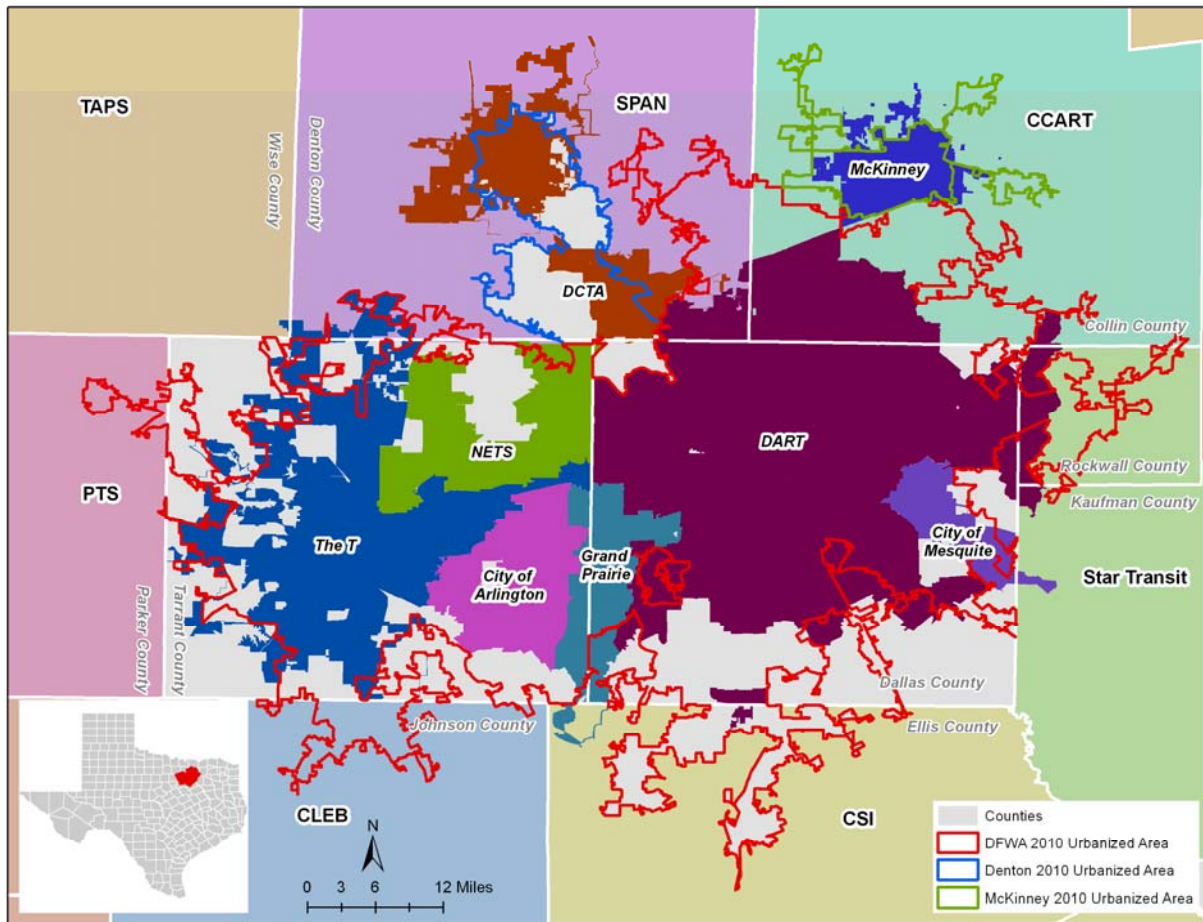 TAPS
SPAN
CCART
Wise County
Denton County
McKinney
DCTA
Collin County
NETS
DART
Rockwall County
Kaufman County
PTS
The T
City of
Arlington
Grand
Prairie
City of
Mesquite
Star Transit
Parker County
Tarrant County
Dallas County
Johnson County
Ellis County
CLEB
CSI
N
0 3 6 12 Miles
Counties
DFWA 2010 Urbanized Area
Denton 2010 Urbanized Area
McKinney 2010 Urbanized Area